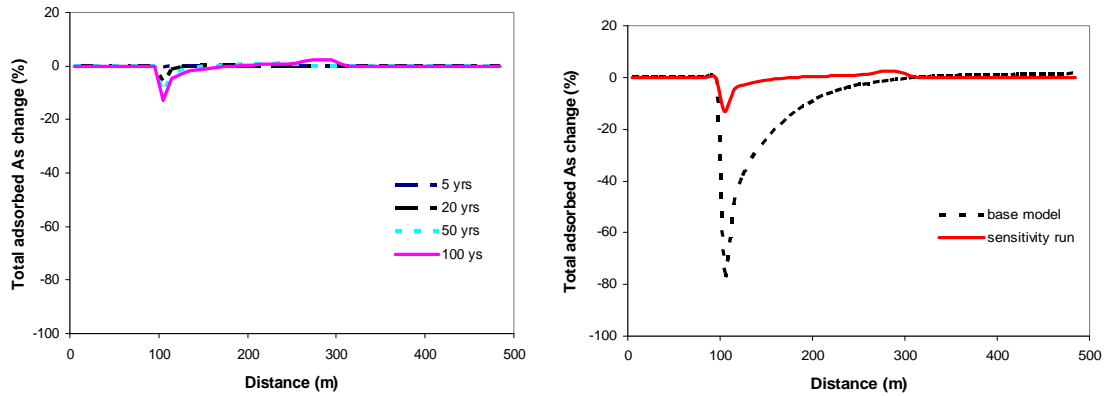 Total adsorbed As change (%)
20
0
-20
-40
-60
-80
-100
0 100 200 300 400 500
Distance (m)
5 yrs
20 yrs
50 yrs
100 ys
Total adsorbed As change (%)
20
0
-20
-40
-60
-80
-100
0 100 200 300 400 500
Distance (m)
base model
sensitivity run